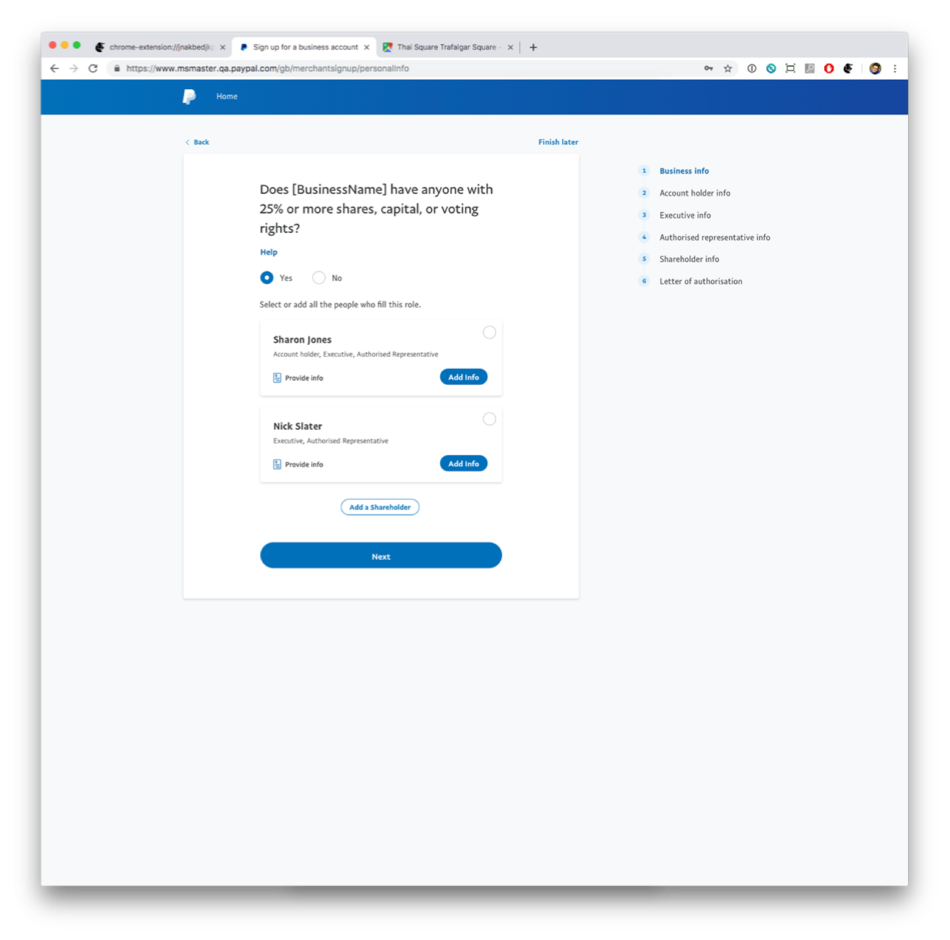 chrome-extension://jnakbedjk
Sign up for a business account
Thai Square Trafalgar Square -
https://www.msmaster.qa.paypal.com/gb/merchantsignup/personalinfo
Home
Back
Finish later
Does [BusinessName] have anyone with
25% or more shares, capital, or voting
rights?
Help
Yes
No
Select or add all the people who fill this role.
Sharon Jones
Account holder, Executive, Authorised Representative
Provide info
Add Info
Nick Slater
Executive, Authorised Representative
Provide info
Add Info
Add a Shareholder
Next
1 Business info
2 Account holder info
3 Executive info
4 Authorised representative info
5 Shareholder info
6 Letter of authorisation